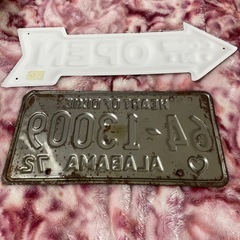 OPEN
HEART OF DIXIE
64-13009
ALABAMA 72